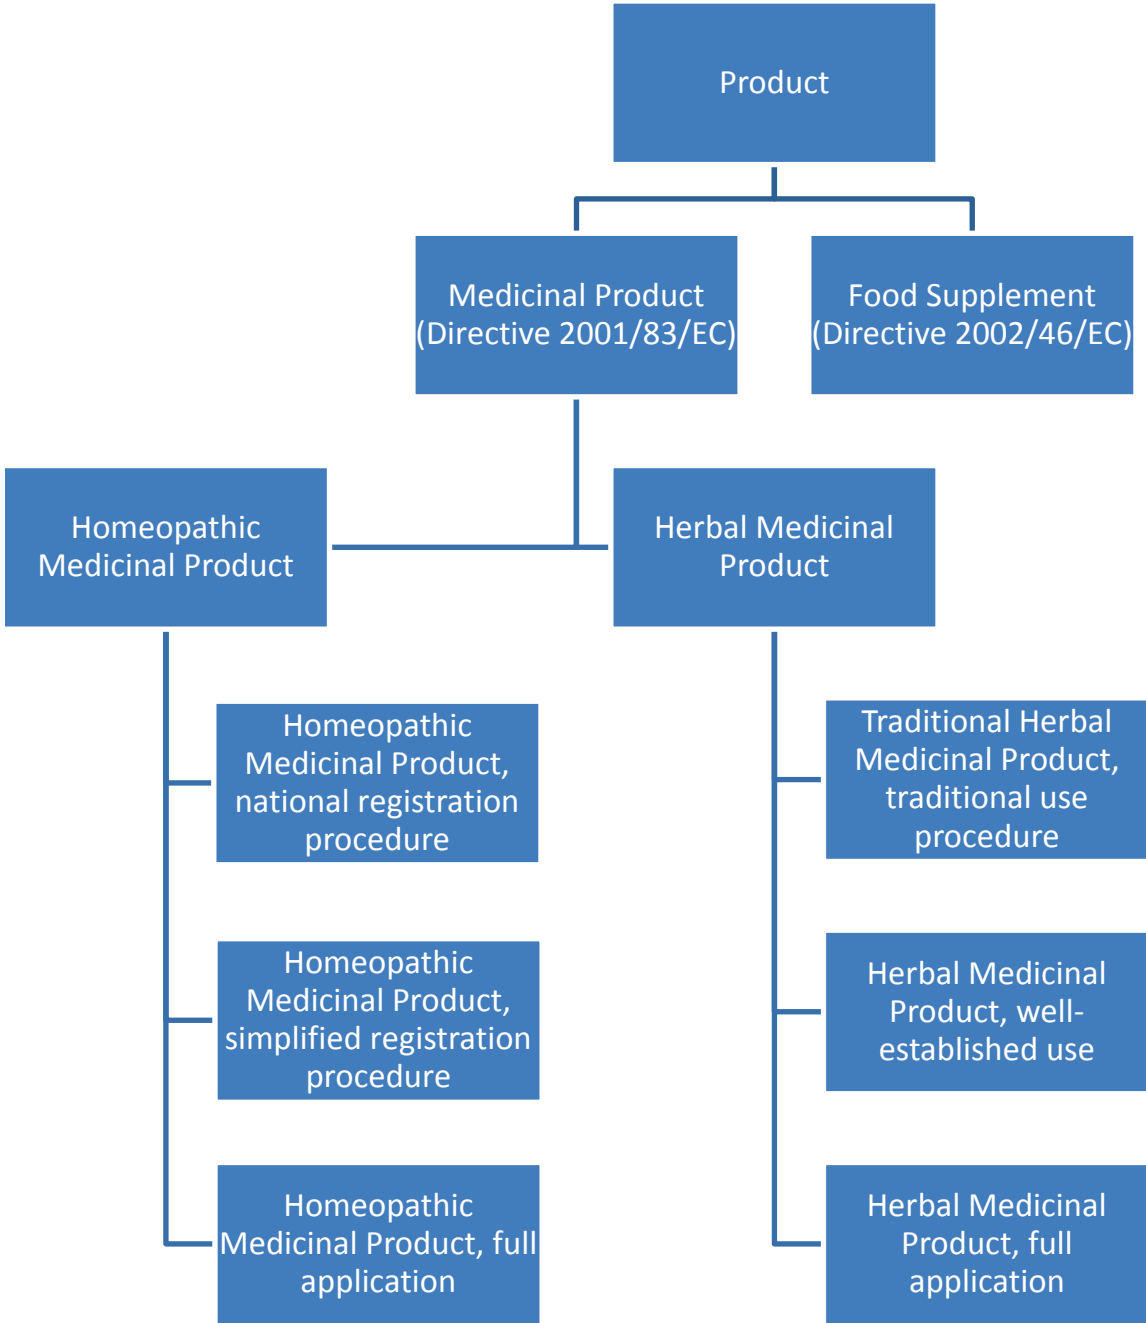 Product
Medicinal Product
(Directive 2001/83/EC)
Food Supplement
(Directive 2002/46/EC)
Homeopathic
Medicinal Product
Herbal Medicinal
Product
Homeopathic
Medicinal Product,
national registration
procedure
Homeopathic
Medicinal Product,
simplified registration
procedure
Homeopathic
Medicinal Product, full
application
Traditional Herbal
Medicinal Product,
traditional use
procedure
Herbal Medicinal
Product, well-
established use
Herbal Medicinal
Product, full
application